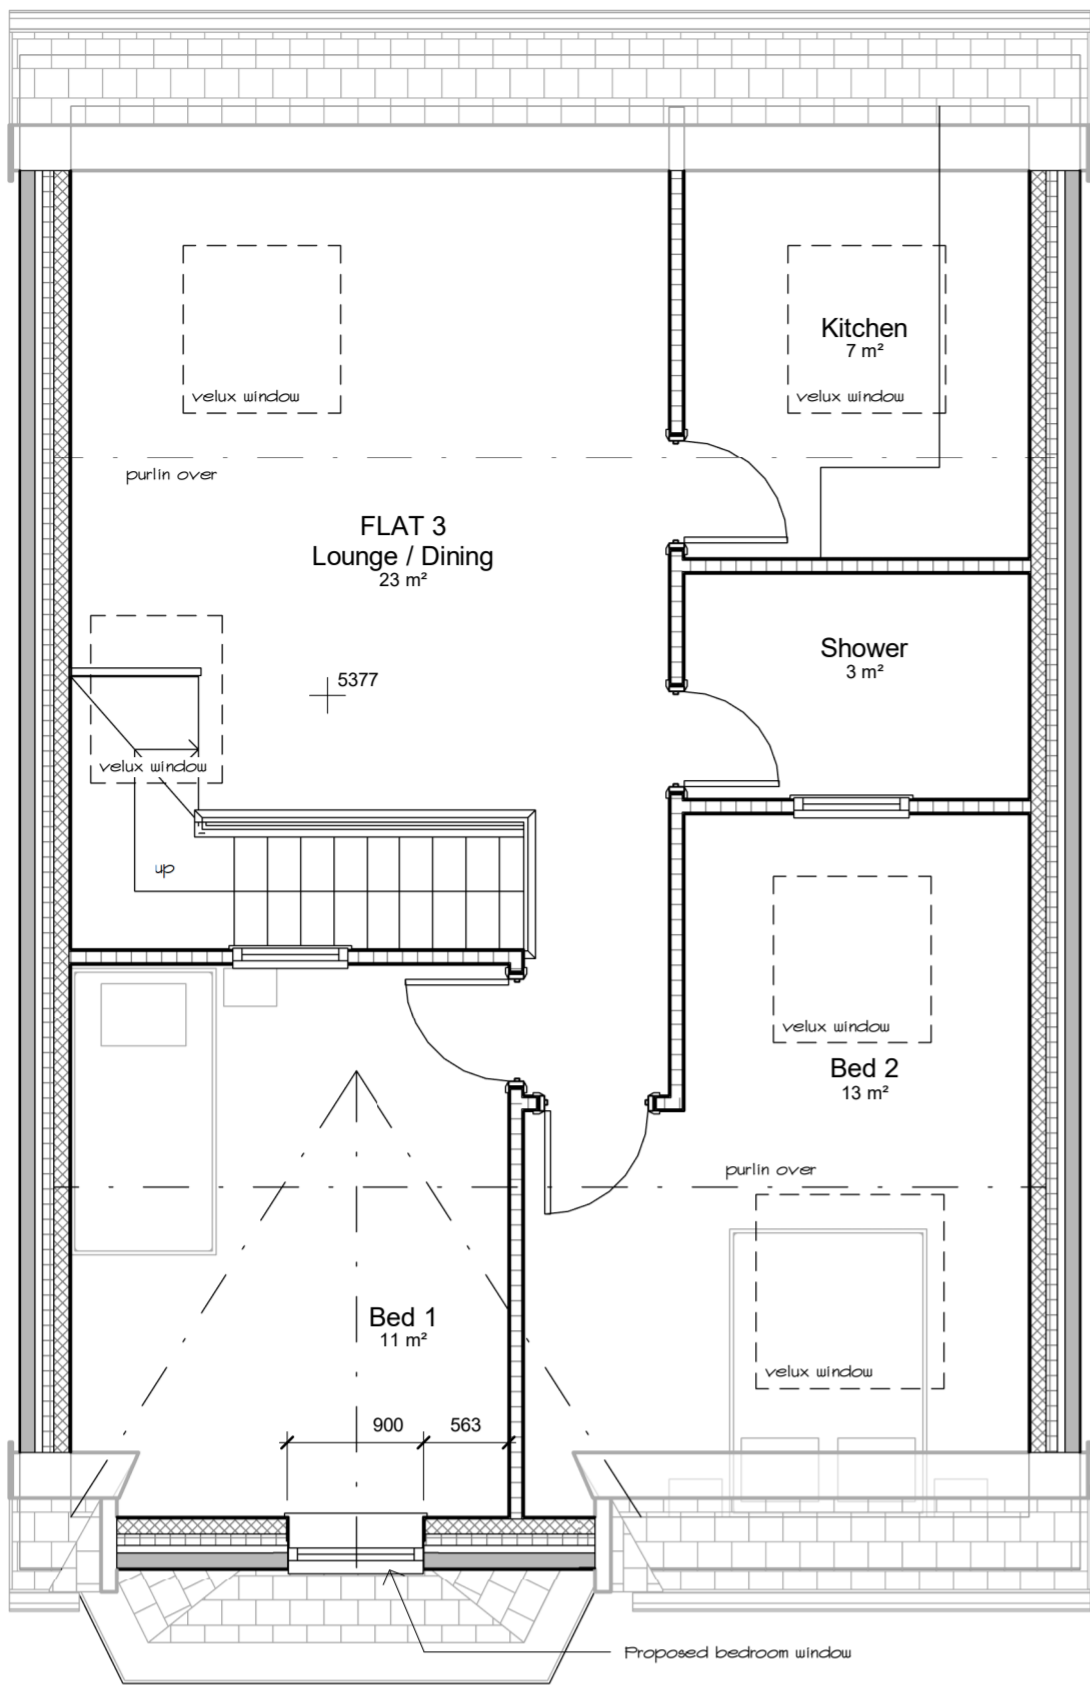 Kitchen
7 m²
velux window
velux window
purlin over
FLAT 3
Lounge / Dining
23 m²
Shower
3 m²
5377
velux window
up
velux window
Bed 2
13 m²
purlin over
Bed 1
11 m²
velux window
900
563
Proposed bedroom window